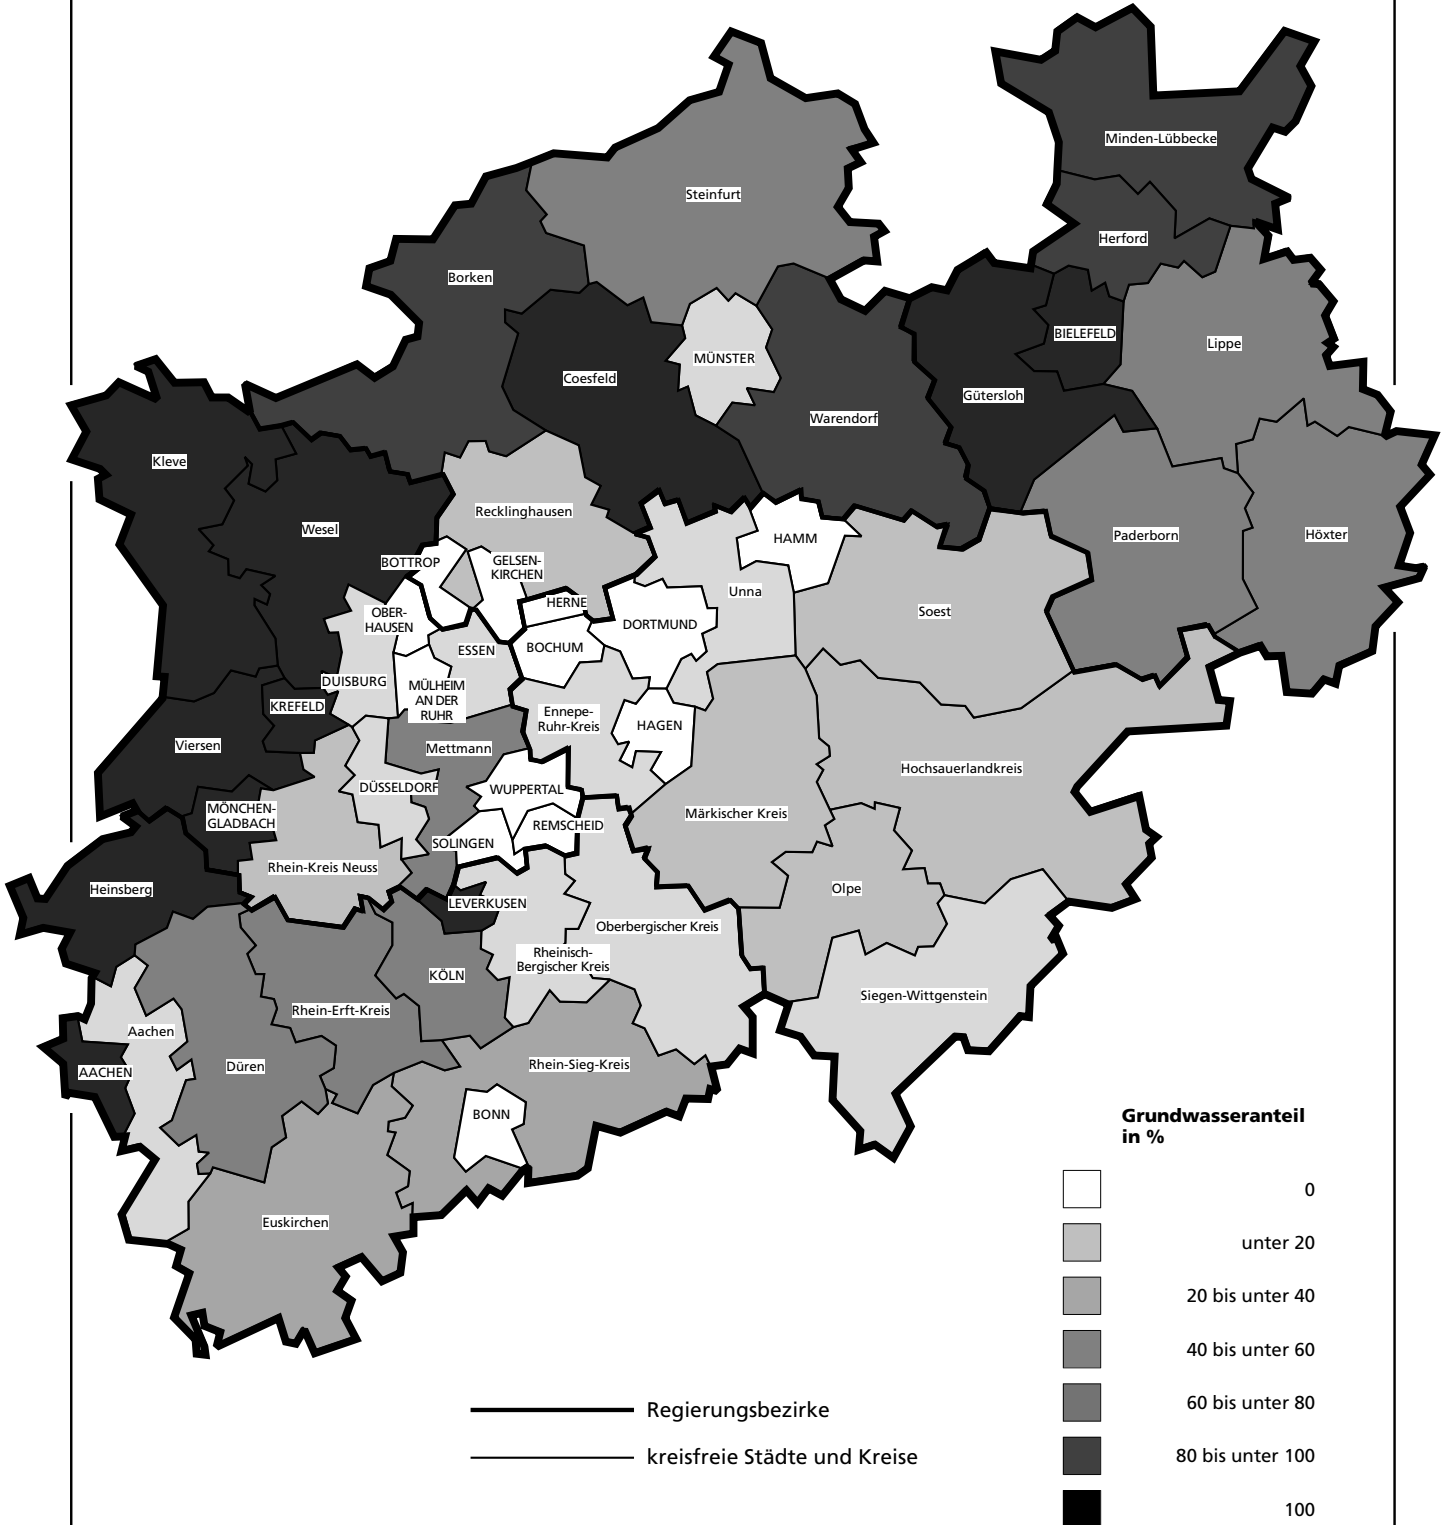 Minden-Lübbecke
Steinfurt
Herford
Borken
BIELEFELD
Lippe
MÜNSTER
Coesfeld
Gütersloh
Warendorf
Kleve
Recklinghausen
Wesel
Paderborn
Höxter
HAMM
BOTTROP
GELSEN-
KIRCHEN
Unna
HERNE
Soest
OBER-
HAUSEN
DORTMUND
ESSEN
BOCHUM
DUISBURG
MÜLHEIM
AN DER
RUHR
KREFELD
Ennepe-
Ruhr-Kreis
HAGEN
Viersen
Mettmann
Hochsauerlandkreis
DÜSSELDORF
WUPPERTAL
MÖNCHEN-
GLADBACH
Märkischer Kreis
REMSCHEID
SOLINGEN
Rhein-Kreis Neuss
Heinsberg
Olpe
LEVERKUSEN
Oberbergischer Kreis
Rheinisch-
Bergischer Kreis
KÖLN
Siegen-Wittgenstein
Rhein-Erft-Kreis
Aachen
Düren
Rhein-Sieg-Kreis
AACHEN
BONN
Euskirchen
Grundwasseranteil
in %
0
unter 20
20 bis unter 40
40 bis unter 60
60 bis unter 80
80 bis unter 100
100
Regierungsbezirke
kreisfreie Städte und Kreise